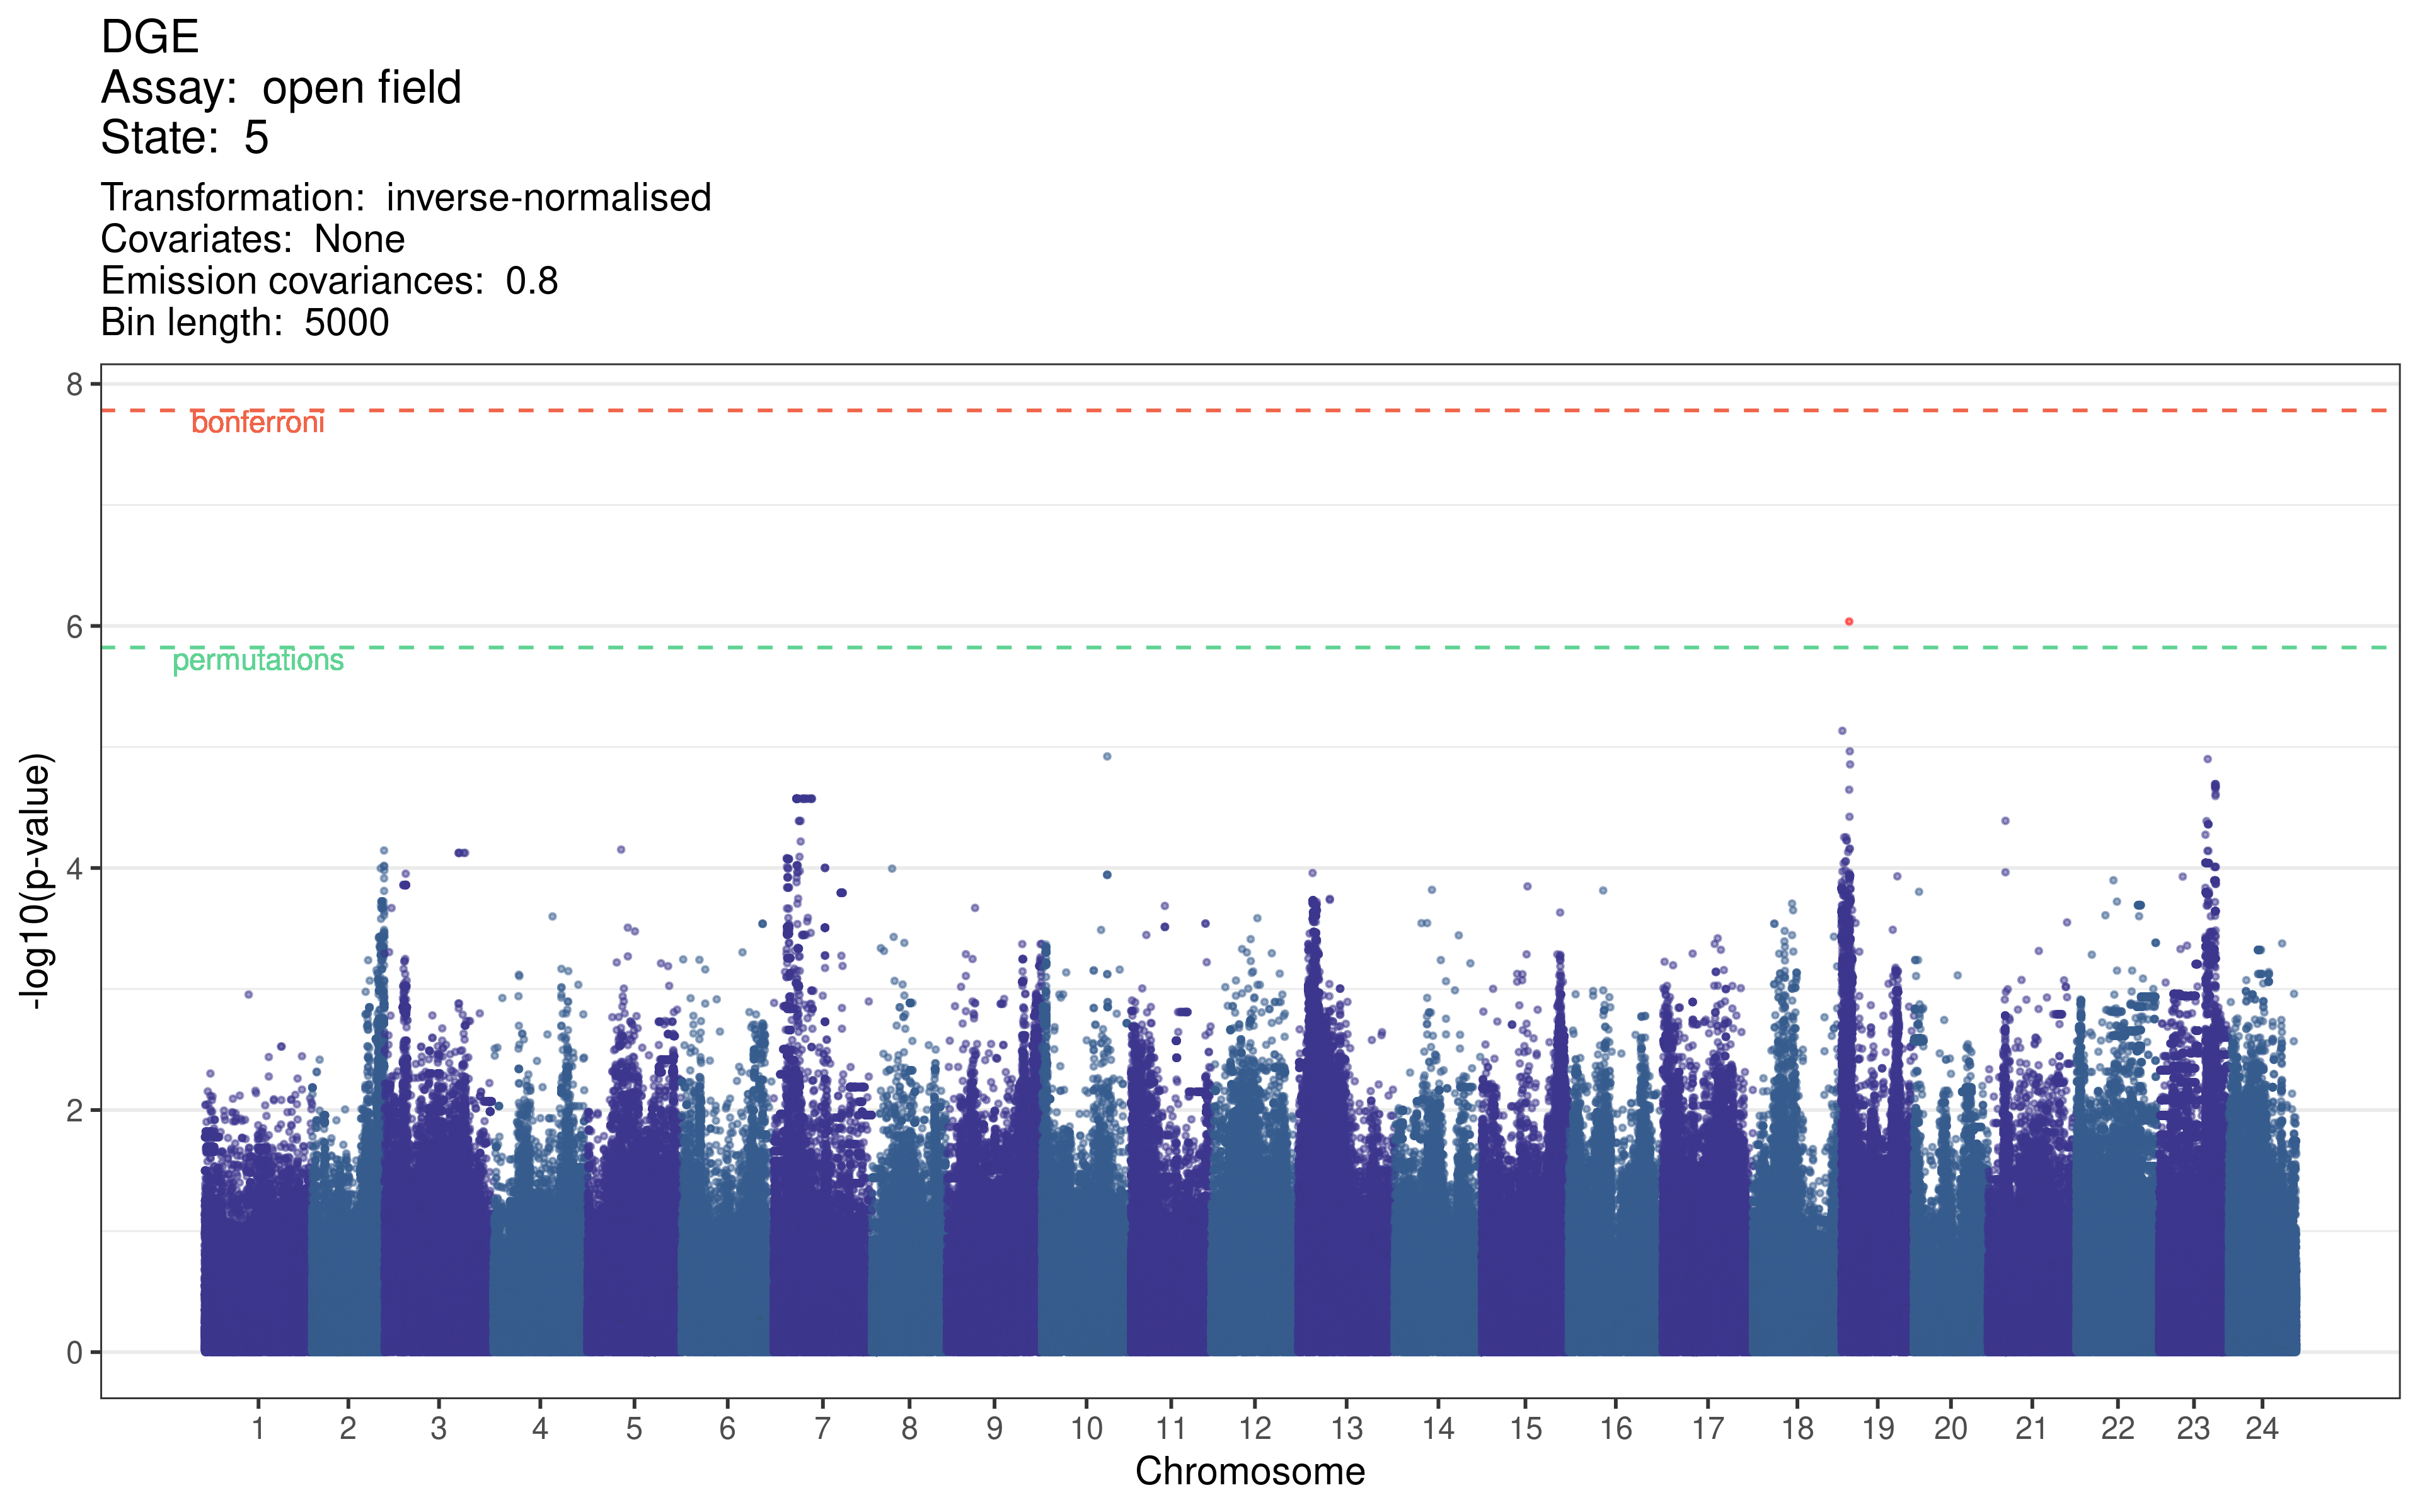 DGE
Assay:  open field
State:  5
Transformation:  inverse-normalised
Covariates:  None
Emission covariances:  0.8
Bin length:  5000
8
bonferroni
6
permutations
4
2
0
-log10(p-value)
1 2 3 4 5 6 7 8 9 10 11 12 13 14 15 16 17 18 19 20 21 22 23 24
Chromosome